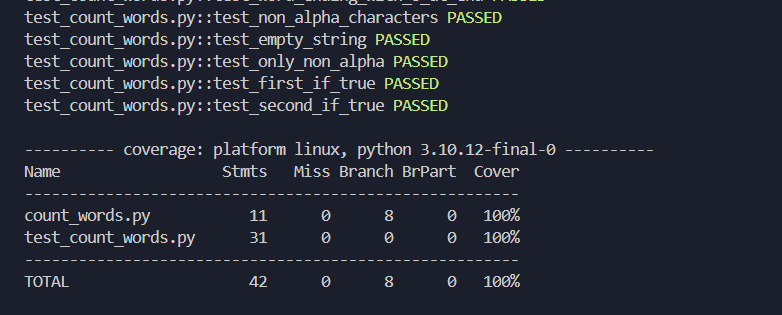 test_count_words.py::test_non_alpha_characters PASSED
test_count_words.py::test_empty_string PASSED
test_count_words.py::test_only_non_alpha PASSED
test_count_words.py::test_first_if_true PASSED
test_count_words.py::test_second_if_true PASSED
---------- coverage: platform linux, python 3.10.12-final-0 ----------
Name                  Stmts   Miss Branch BrPart  Cover
-------------------------------------------------------
count_words.py           11      0      8      0   100%
test_count_words.py      31      0      0      0   100%
-------------------------------------------------------
TOTAL                    42      0      8      0   100%